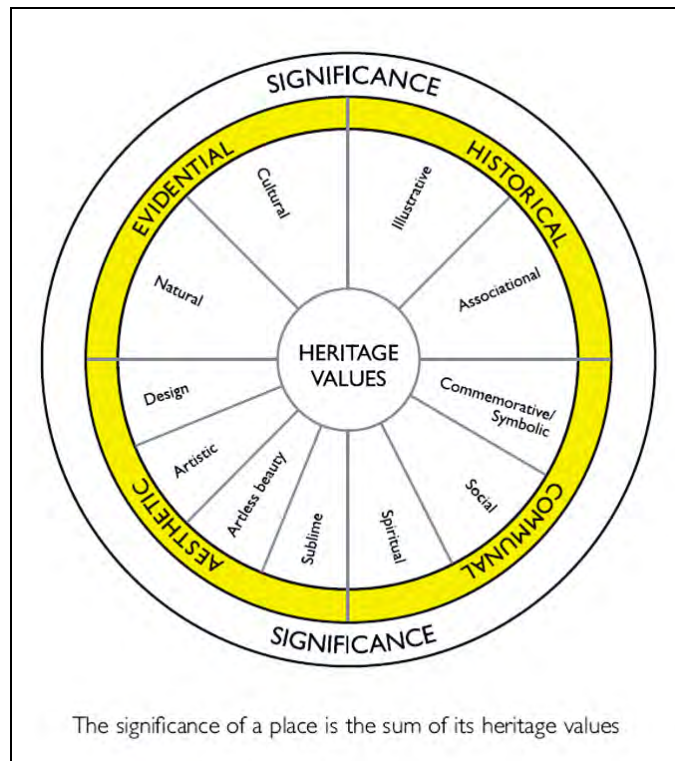 SIGNIFICANCE
EVIDENTIAL
HISTORICAL
Cultural
Illustrative
Natural
Associational
HERITAGE
VALUES
Design
Commemorative/
Symbolic
Artistic
Social
Artless beauty
Spiritual
Sublime
AESTHETIC
COMMUNAL
SIGNIFICANCE
The significance of a place is the sum of its heritage values